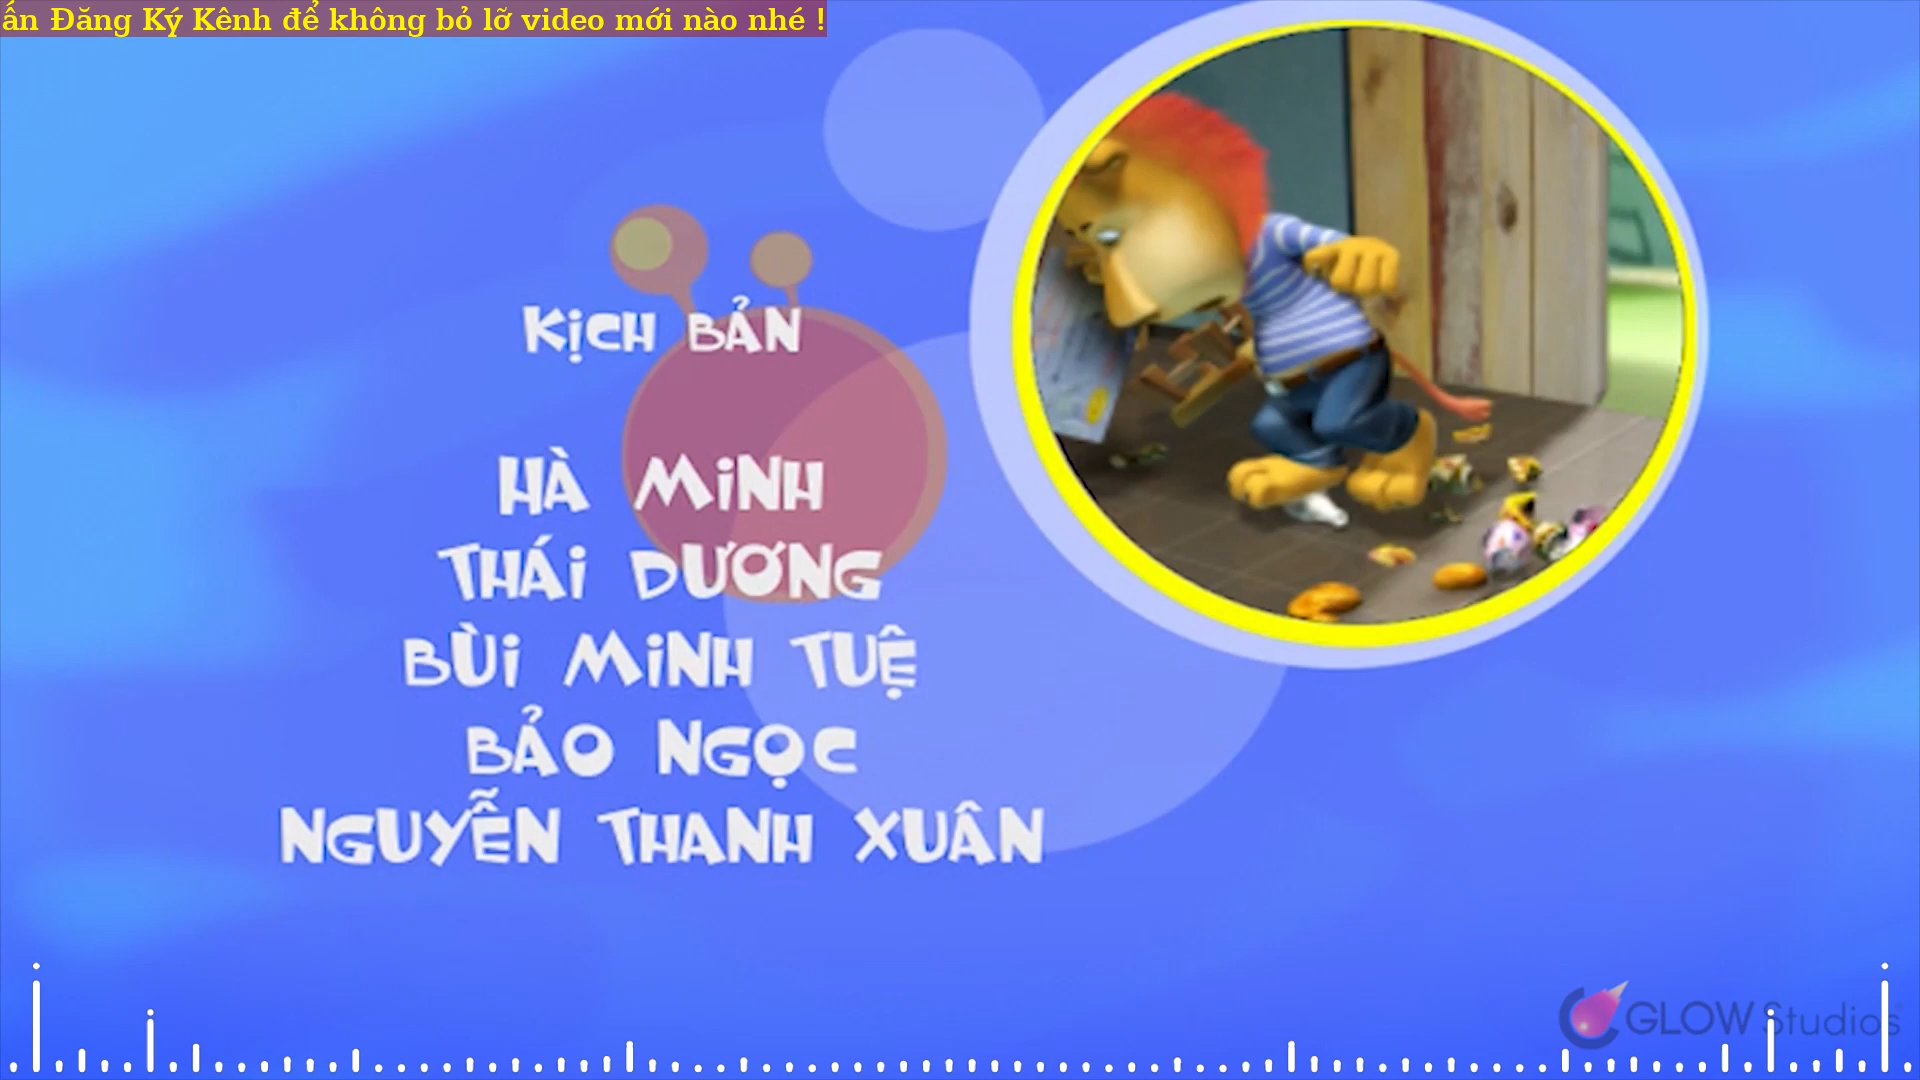 ấn Đăng Ký Kênh để không bỏ lỡ video mới nào nhé !
KỊCH BẢN
HÀ MINH
THÁI DƯƠNG
BÙI MINH TUỆ
BẢO NGỌC
NGUYỄN THANH XUÂN
GLOW Studios